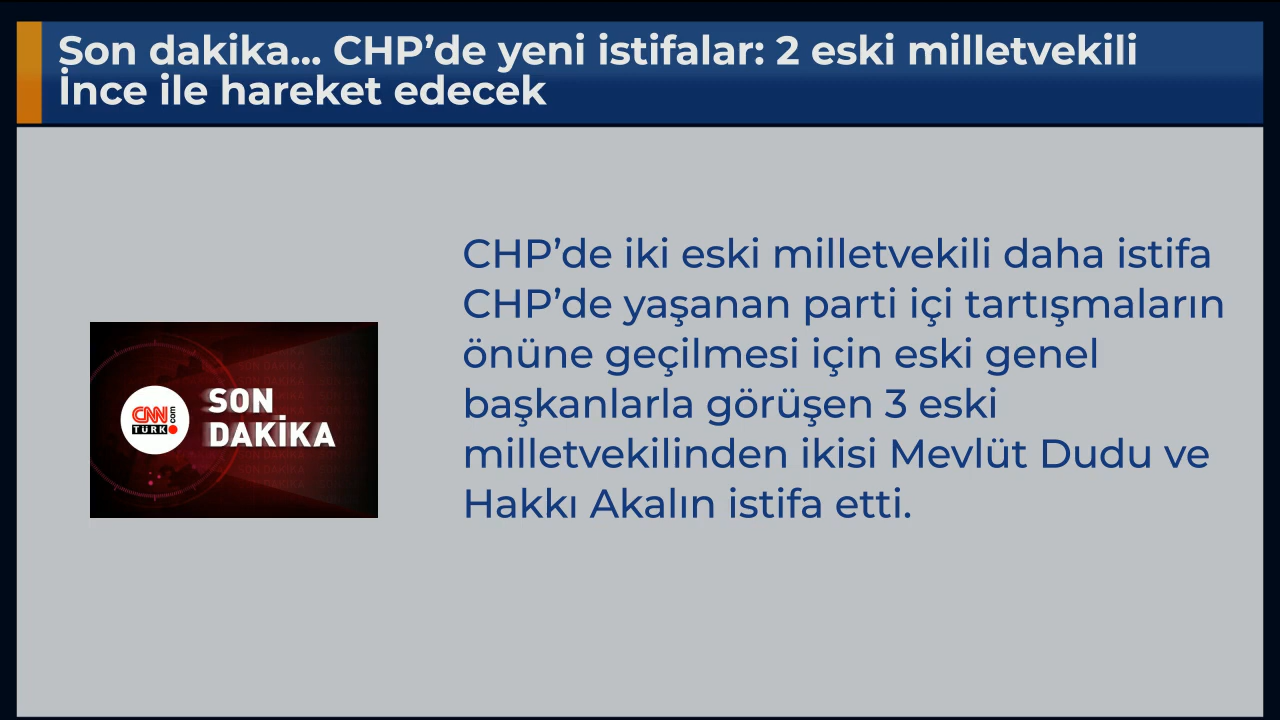 Son dakika... CHP’de yeni istifalar: 2 eski milletvekili
İnce ile hareket edecek
CHP’de iki eski milletvekili daha istifa
CHP’de yaşanan parti içi tartışmaların
önüne geçilmesi için eski genel
başkanlarla görüşen 3 eski
milletvekilinden ikisi Mevlüt Dudu ve
Hakkı Akalın istifa etti.
CNN
TÜRK
.com
SON
DAKİKA